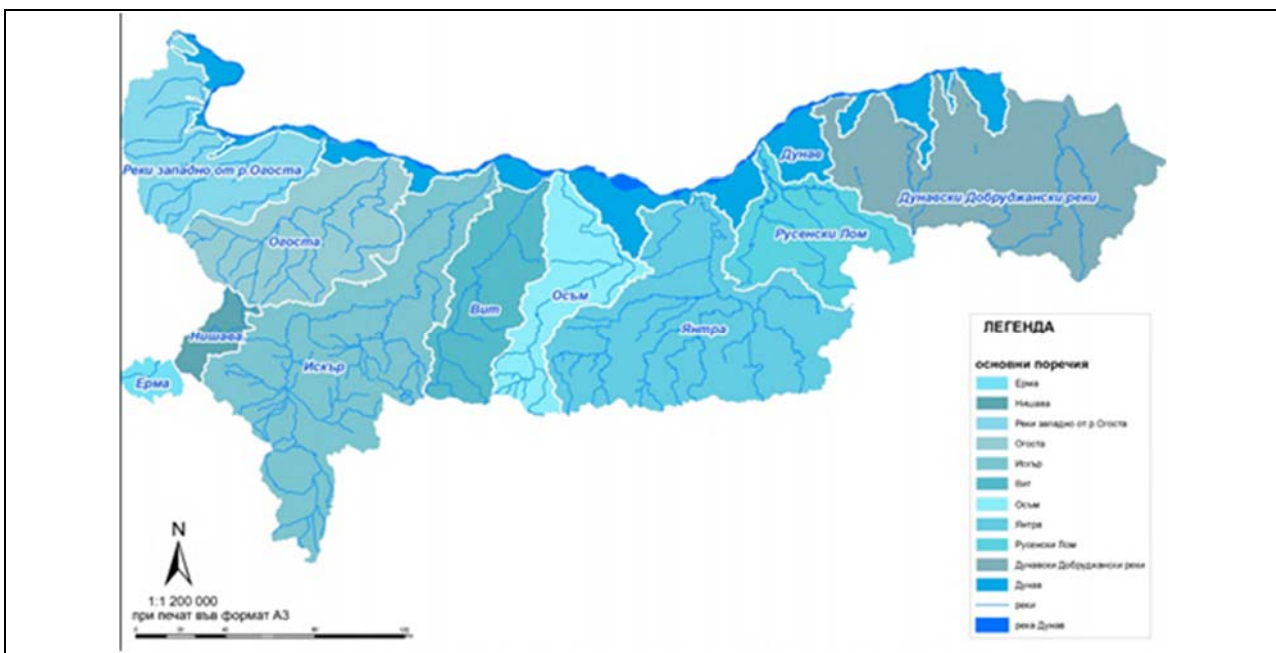 Реки западно от р.Огоста
Огоста
Нишава
Ерма
Искър
Вит
Осъм
Янтра
Русенски Лом
Дунав
Дунавски Добруджански реки
ЛЕГЕНДА
основни поречия
Ерма
Нишава
Реки западно от р Огоста
Огоста
Искър
Вит
Осъм
Янтра
Русенски Лом
Дунавски Добруджански реки
Дунав
реки
река Дунав
N
1:1 200 000
при печат във формат А3